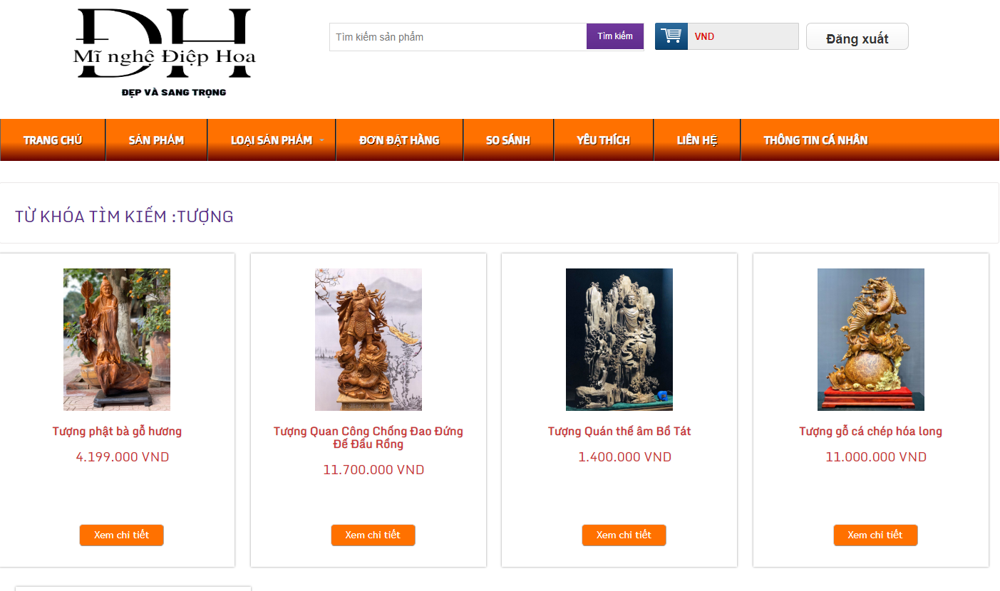 DH
Mĩ nghệ Điệp Hoa
ĐẸP VÀ SANG TRỌNG
Tìm kiếm sản phẩm
Tìm kiếm
VND
Đăng xuất
TRANG CHỦ
SẢN PHẨM
LOẠI SẢN PHẨM
ĐƠN ĐẶT HÀNG
SO SÁNH
YÊU THÍCH
LIÊN HỆ
THÔNG TIN CÁ NHÂN
TỪ KHÓA TÌM KIẾM :TƯỢNG
Tượng phật bà gỗ hương
4.199.000 VND
Xem chi tiết
Tượng Quan Công Chống Đao Đứng
Đế Đầu Rồng
11.700.000 VND
Xem chi tiết
Tượng Quán thế âm Bồ Tát
1.400.000 VND
Xem chi tiết
Tượng gỗ cá chép hóa long
11.000.000 VND
Xem chi tiết